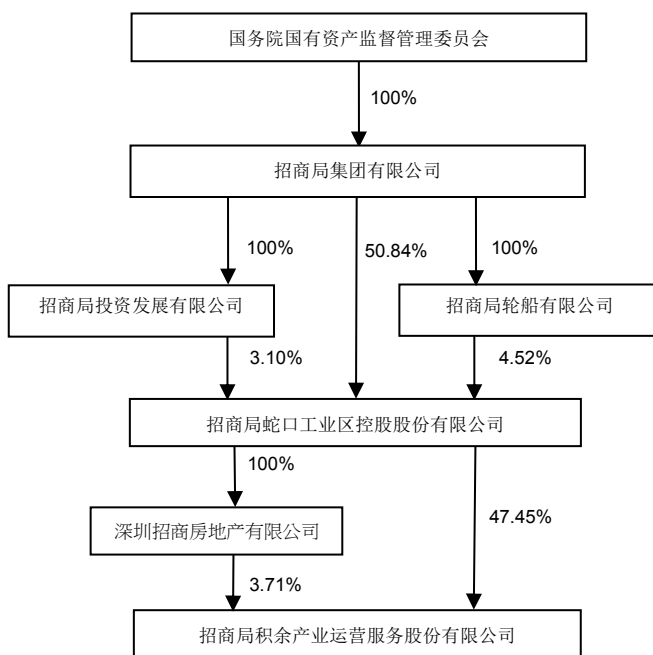 国务院国有资产监督管理委员会
100%
招商局集团有限公司
100%
50.84%
100%
招商局投资发展有限公司
招商局轮船有限公司
3.10%
4.52%
招商局蛇口工业区控股股份有限公司
100%
47.45%
深圳招商房地产有限公司
3.71%
招商局积余产业运营服务股份有限公司